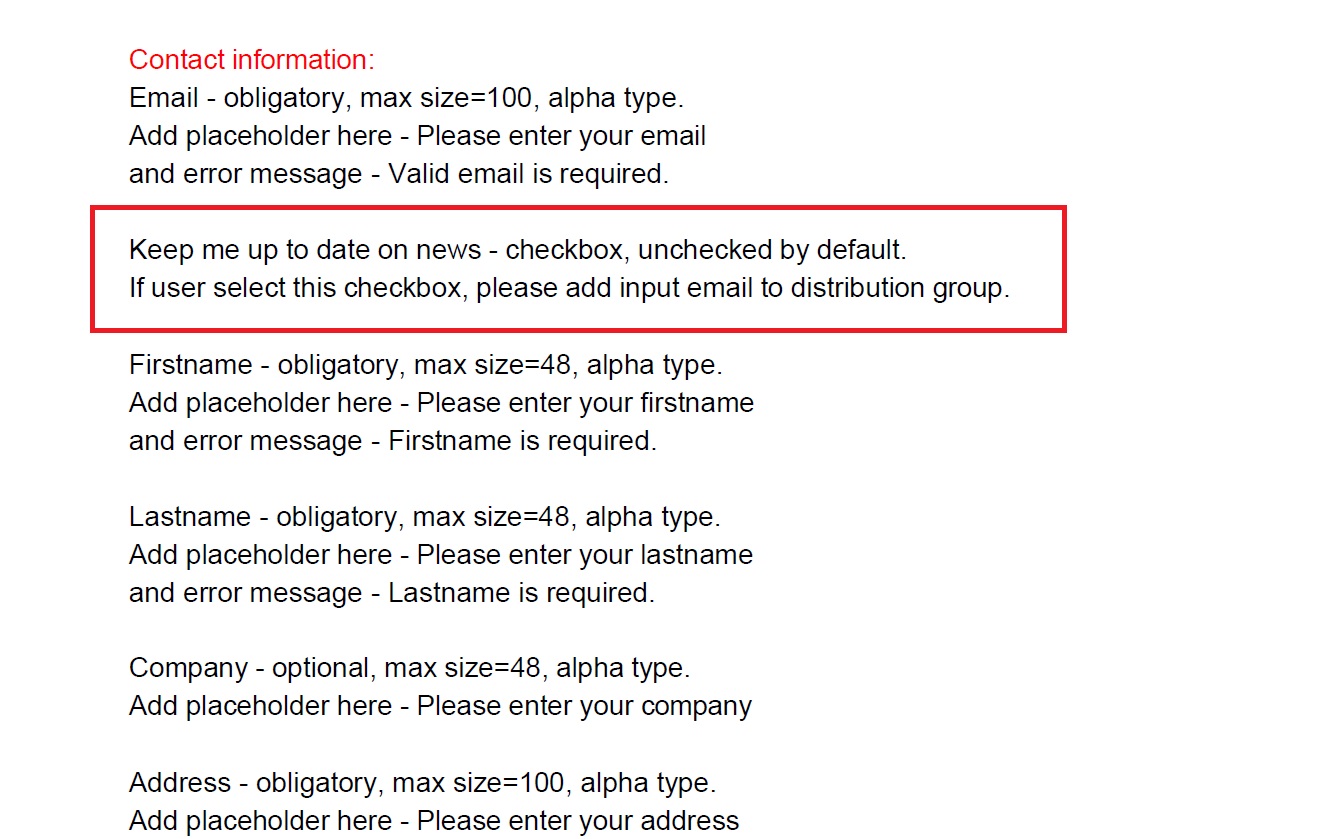 Contact information:
Email - obligatory, max size=100, alpha type.
Add placeholder here - Please enter your email
and error message - Valid email is required.
Keep me up to date on news - checkbox, unchecked by default.
If user select this checkbox, please add input email to distribution group.
Firstname - obligatory, max size=48, alpha type.
Add placeholder here - Please enter your firstname
and error message - Firstname is required.
Lastname - obligatory, max size=48, alpha type.
Add placeholder here - Please enter your lastname
and error message - Lastname is required.
Company - optional, max size=48, alpha type.
Add placeholder here - Please enter your company
Address - obligatory, max size=100, alpha type.
Add placeholder here - Please enter your address